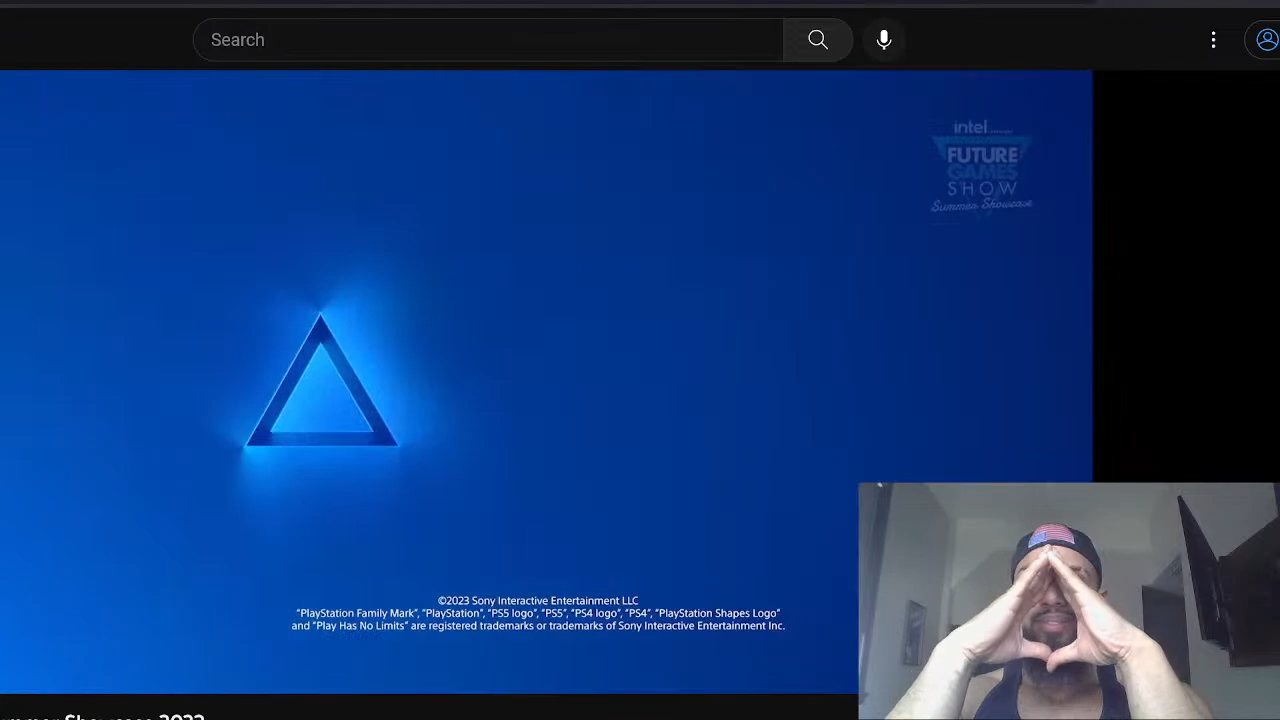 Search
intel
FUTURE
GAMES
SHOW
Summer Showcase
©2023 Sony Interactive Entertainment LLC
"PlayStation Family Mark", "PlayStation", "PS5 logo", "PS5", "PS4 logo", "PS4", "PlayStation Shapes Logo"
and "Play Has No Limits" are registered trademarks or trademarks of Sony Interactive Entertainment Inc.
Showcase 2023